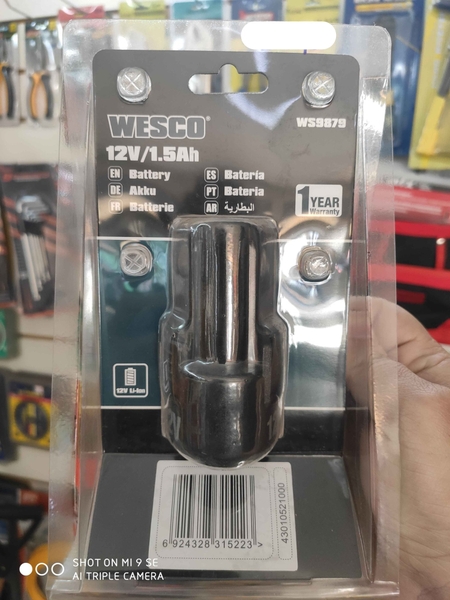 WESCO®
WS9879
12V/1.5Ah
EN Battery
DE Akku
FR Batterie
ES Batería
PT Bateria
AR البطارية
1 YEAR
Warranty
12V Li-Ion
6 924328 315223 >
43010521000
SHOT ON MI 9 SE
AI TRIPLE CAMERA